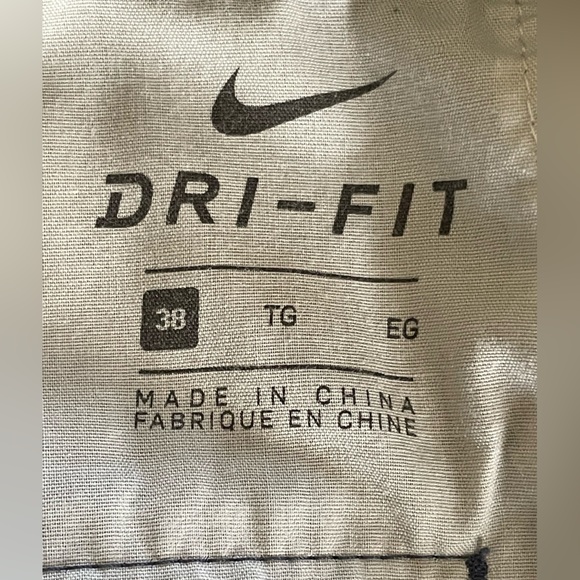 DRI-FIT
38 TG EG
MADE IN CHINA
FABRIQUE EN CHINE